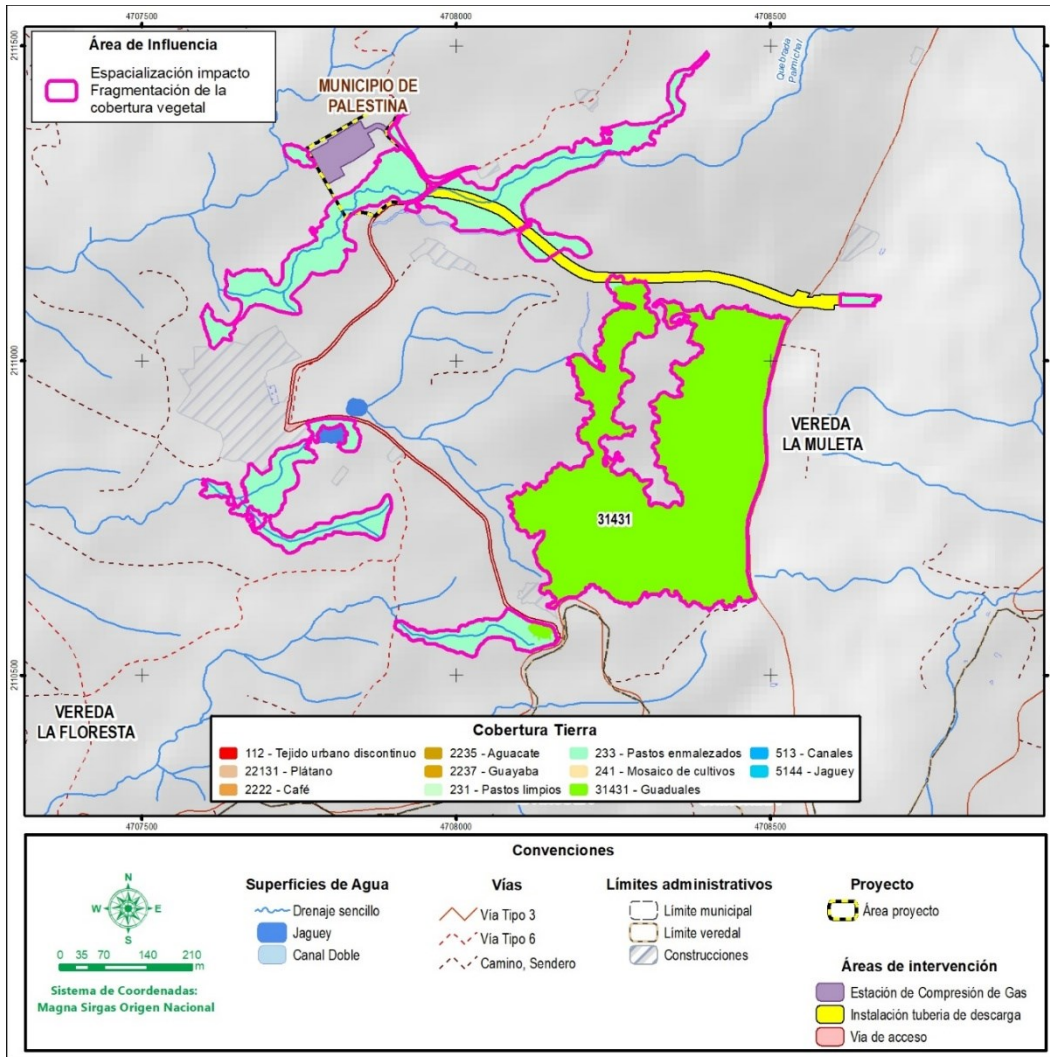 4707500
4708000
4708500
2111500
2111000
2110500
Área de Influencia
Espacialización impacto
Fragmentación de la
cobertura vegetal
MUNICIPIO DE
PALESTINA
Quebrada
Palmichal
VEREDA
LA MULETA
31431
VEREDA
LA FLORESTA
Cobertura Tierra
112 - Tejido urbano discontinuo
22131 - Plátano
2222 - Café
2235 - Aguacate
2237 - Guayaba
231 - Pastos limpios
233 - Pastos enmalezados
241 - Mosaico de cultivos
31431 - Guaduales
513 - Canales
5144 - Jaguey
4707500
4708000
4708500
Convenciones
N
W
E
S
0 35 70 140 210
m
Sistema de Coordenadas:
Magna Sirgas Origen Nacional
Superficies de Agua
Drenaje sencillo
Jaguey
Canal Doble
Vías
Vía Tipo 3
Vía Tipo 6
Camino, Sendero
Límites administrativos
Límite municipal
Límite veredal
Construcciones
Proyecto
Área proyecto
Áreas de intervención
Estación de Compresión de Gas
Instalación tuberia de descarga
Via de acceso